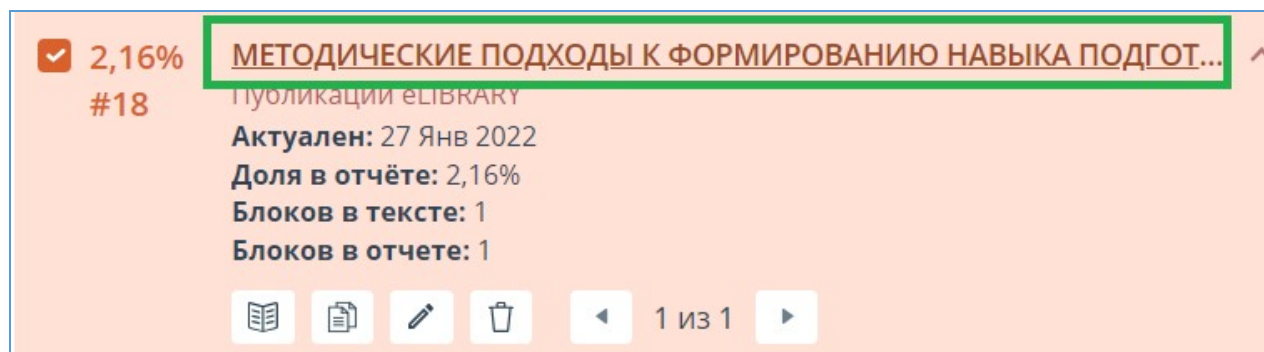 2,16% МЕТОДИЧЕСКИЕ ПОДХОДЫ К ФОРМИРОВАНИЮ НАВЫКА ПОДГОТ...
#18 Публикации eLIBRARY
Актуален: 27 Янв 2022
Доля в отчёте: 2,16%
Блоков в тексте: 1
Блоков в отчете: 1
1 из 1